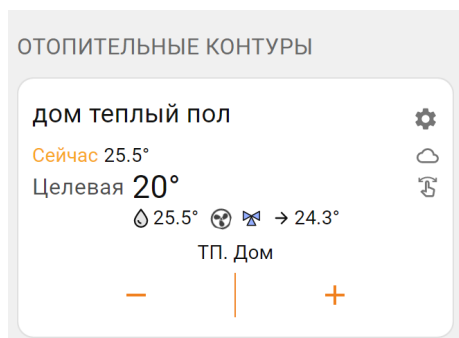 ОТОПИТЕЛЬНЫЕ КОНТУРЫ
дом теплый пол
Сейчас 25.5°
Целевая 20°
25.5° → 24.3°
ТП. Дом
− +